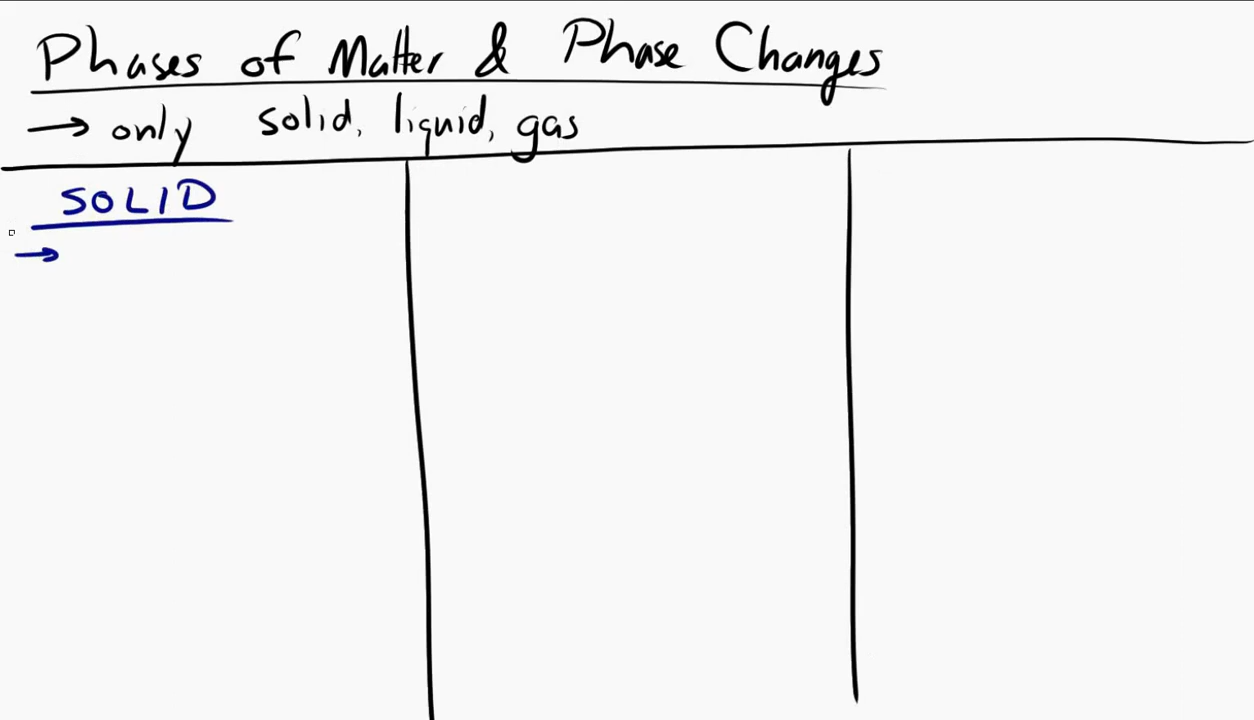 Phases of Matter & Phase Changes
→ only solid, liquid, gas
SOLID
→